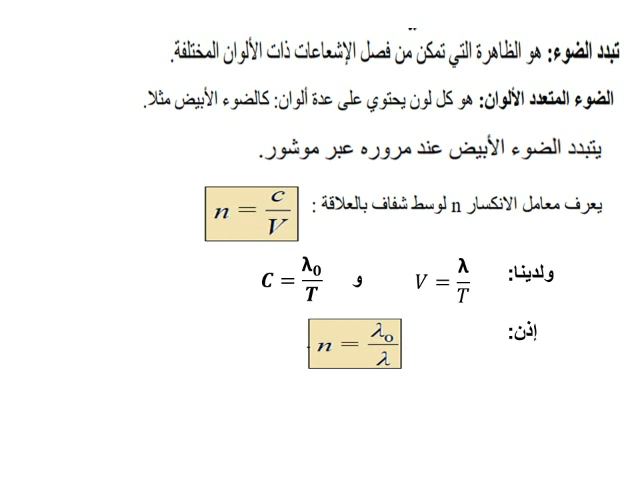 تبدد الضوء: هو الظاهرة التي تمكن من فصل الإشعاعات ذات الألوان المختلفة.
الضوء المتعدد الألوان: هو كل لون يحتوي على عدة ألوان: كالضوء الأبيض مثلا.
يتبدد الضوء الأبيض عند مروره عبر موشور.
يعرف معامل الانكسار n لوسط شفاف بالعلاقة : n = c/V
ولدينا: V = λ/T و C = λ₀/T
إذن:
n = λ₀/λ